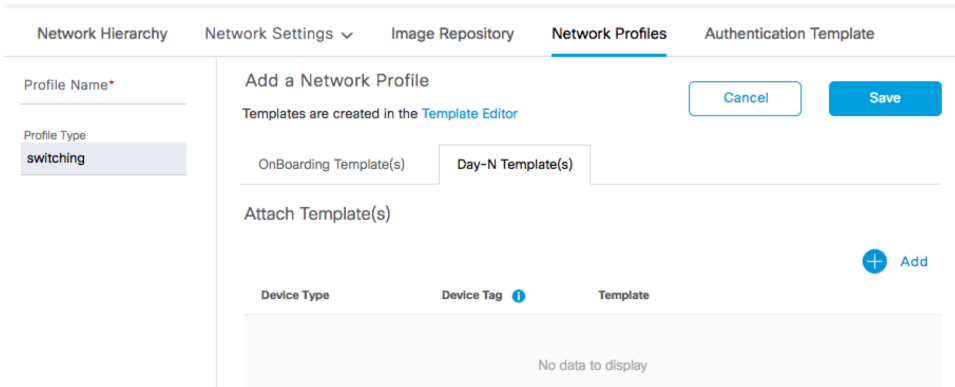 Network Hierarchy Network Settings Image Repository Network Profiles Authentication Template
Profile Name*
Profile Type
switching
Add a Network Profile
Templates are created in the Template Editor
Cancel Save
OnBoarding Template(s) Day-N Template(s)
Attach Template(s)
Add
Device Type Device Tag i Template
No data to display